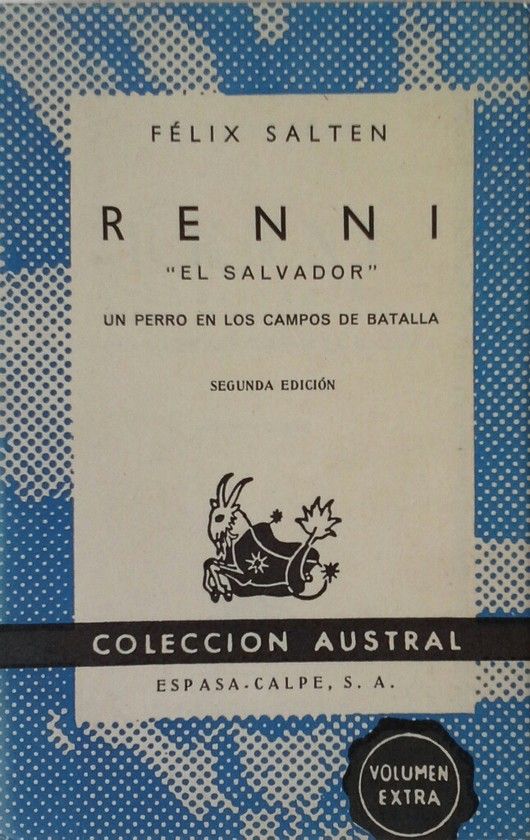 FÉLIX SALTEN
RENNI
"EL SALVADOR"
UN PERRO EN LOS CAMPOS DE BATALLA
SEGUNDA EDICIÓN
COLECCION AUSTRAL
ESPASA-CALPE, S. A.
VOLUMEN
EXTRA